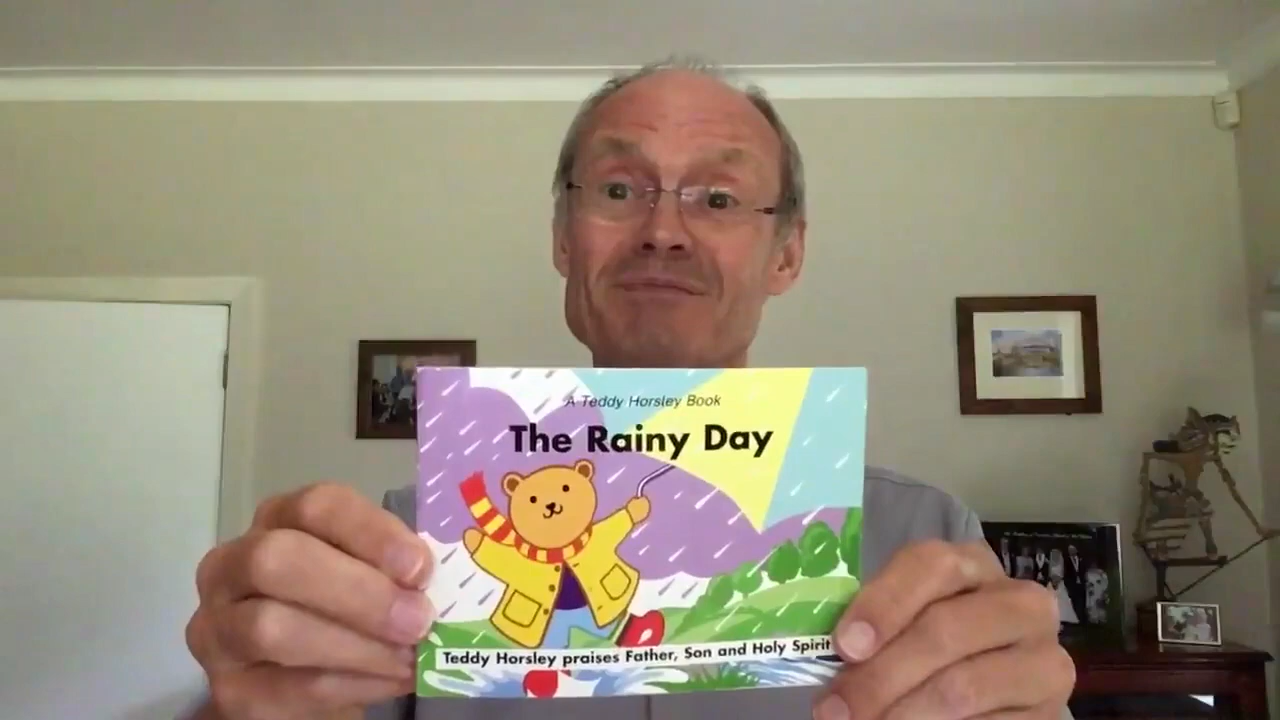 A Teddy Horsley Book
The Rainy Day
Teddy Horsley praises Father, Son and Holy Spirit